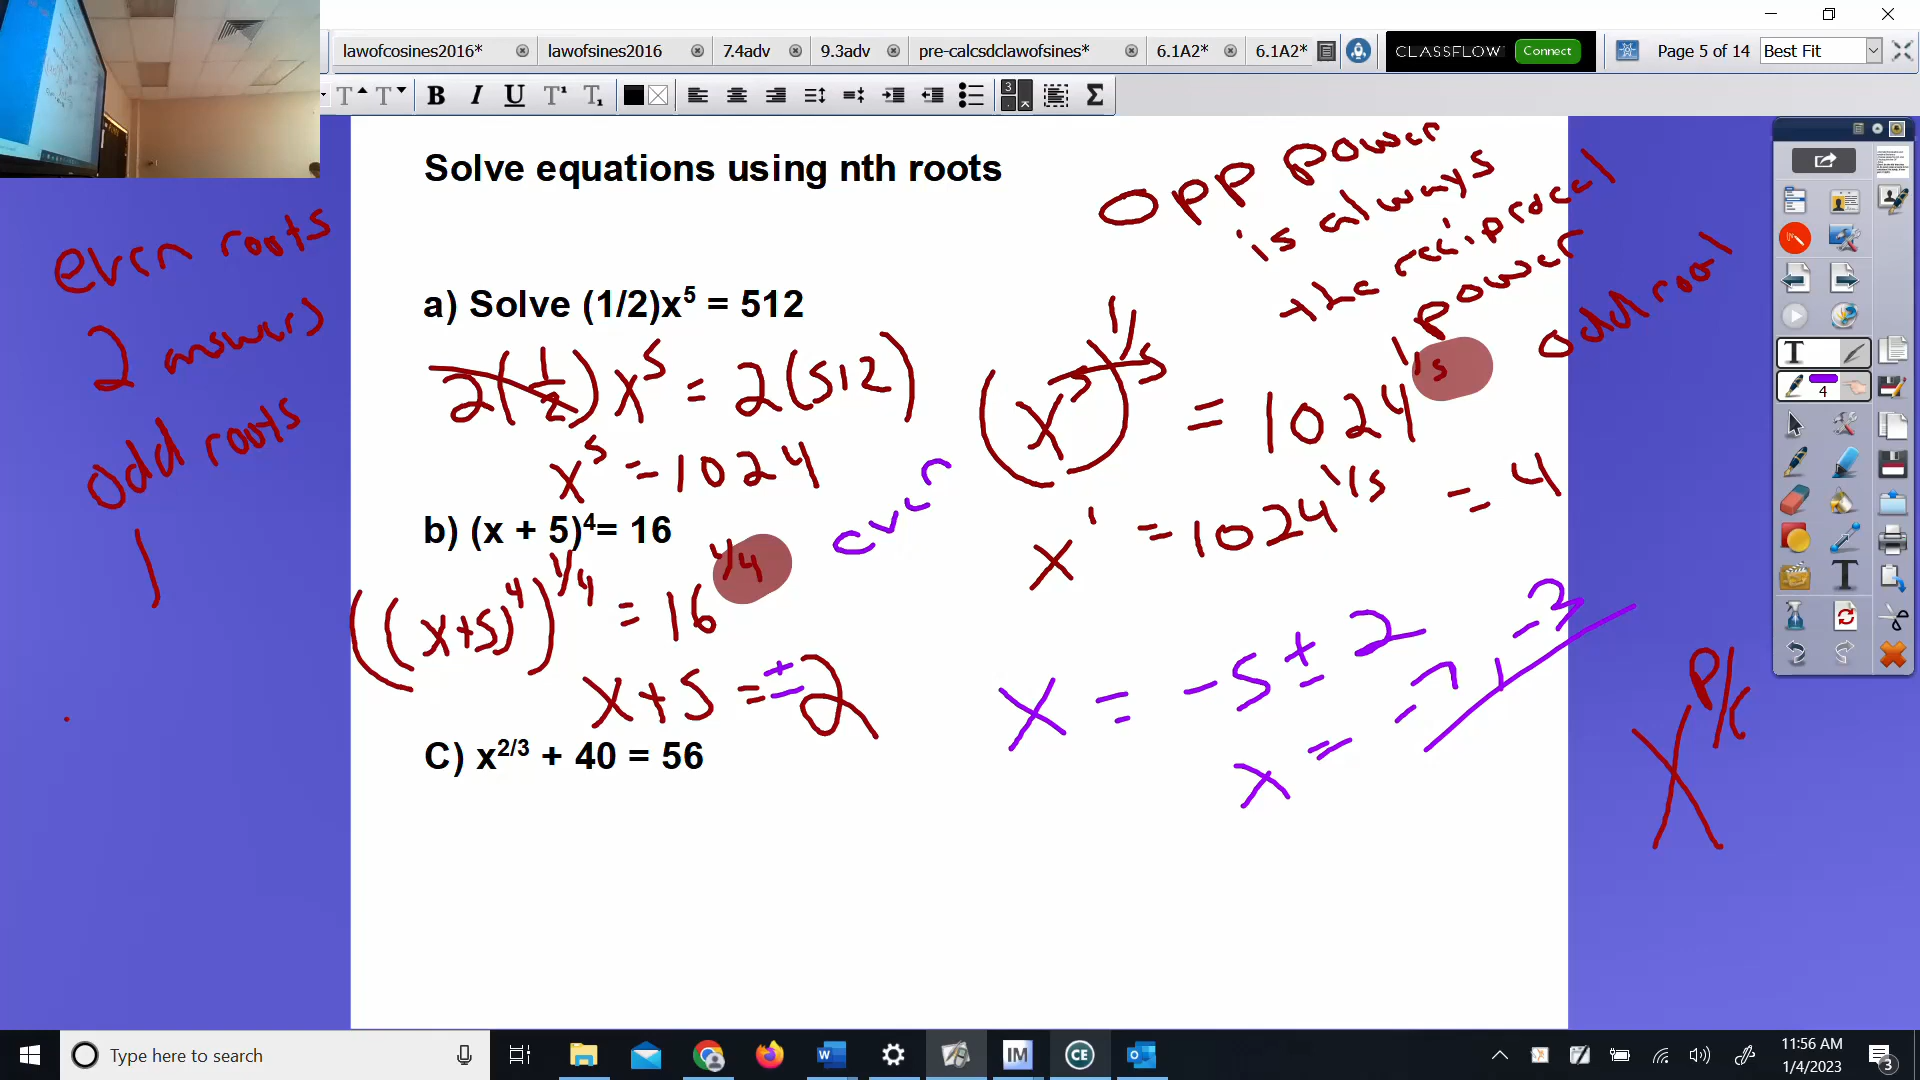 lawofcosines2016*
lawofsines2016
7.4adv
9.3adv
pre-calcsdclawofsines*
6.1A2*
6.1A2*
CLASSFLOW
Connect
Page 5 of 14
Best Fit
Solve equations using nth roots
opp power
is always
the reciprocal
power
odd root
even roots
2 answers
odd roots
1
a) Solve (1/2)x⁵ = 512
2(1/2)x⁵ = 2(512)
x⁵ = 1024
(x⁵)^1/5 = 1024^1/5
x¹ = 1024^1/5 = 4
b) (x + 5)⁴= 16
even
((x+5)⁴)^1/4 = 16^1/4
x+5 = ±2
x = -5 ± 2
x = -7, -3
C) x^2/3 + 40 = 56
Type here to search
11:56 AM
1/4/2023